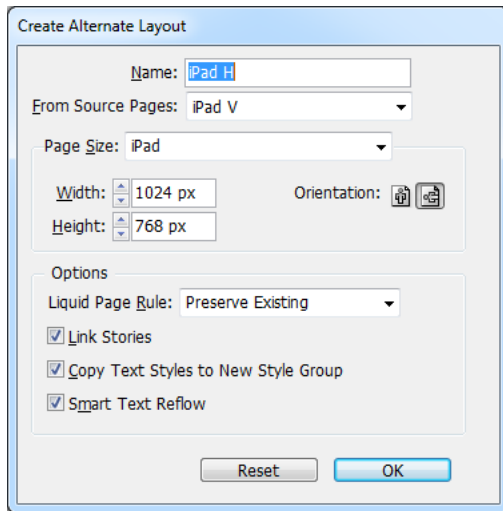 Create Alternate Layout
Name: iPad H
From Source Pages: iPad V
Page Size: iPad
Width: 1024 px Orientation:
Height: 768 px
Options
Liquid Page Rule: Preserve Existing
Link Stories
Copy Text Styles to New Style Group
Smart Text Reflow
Reset OK